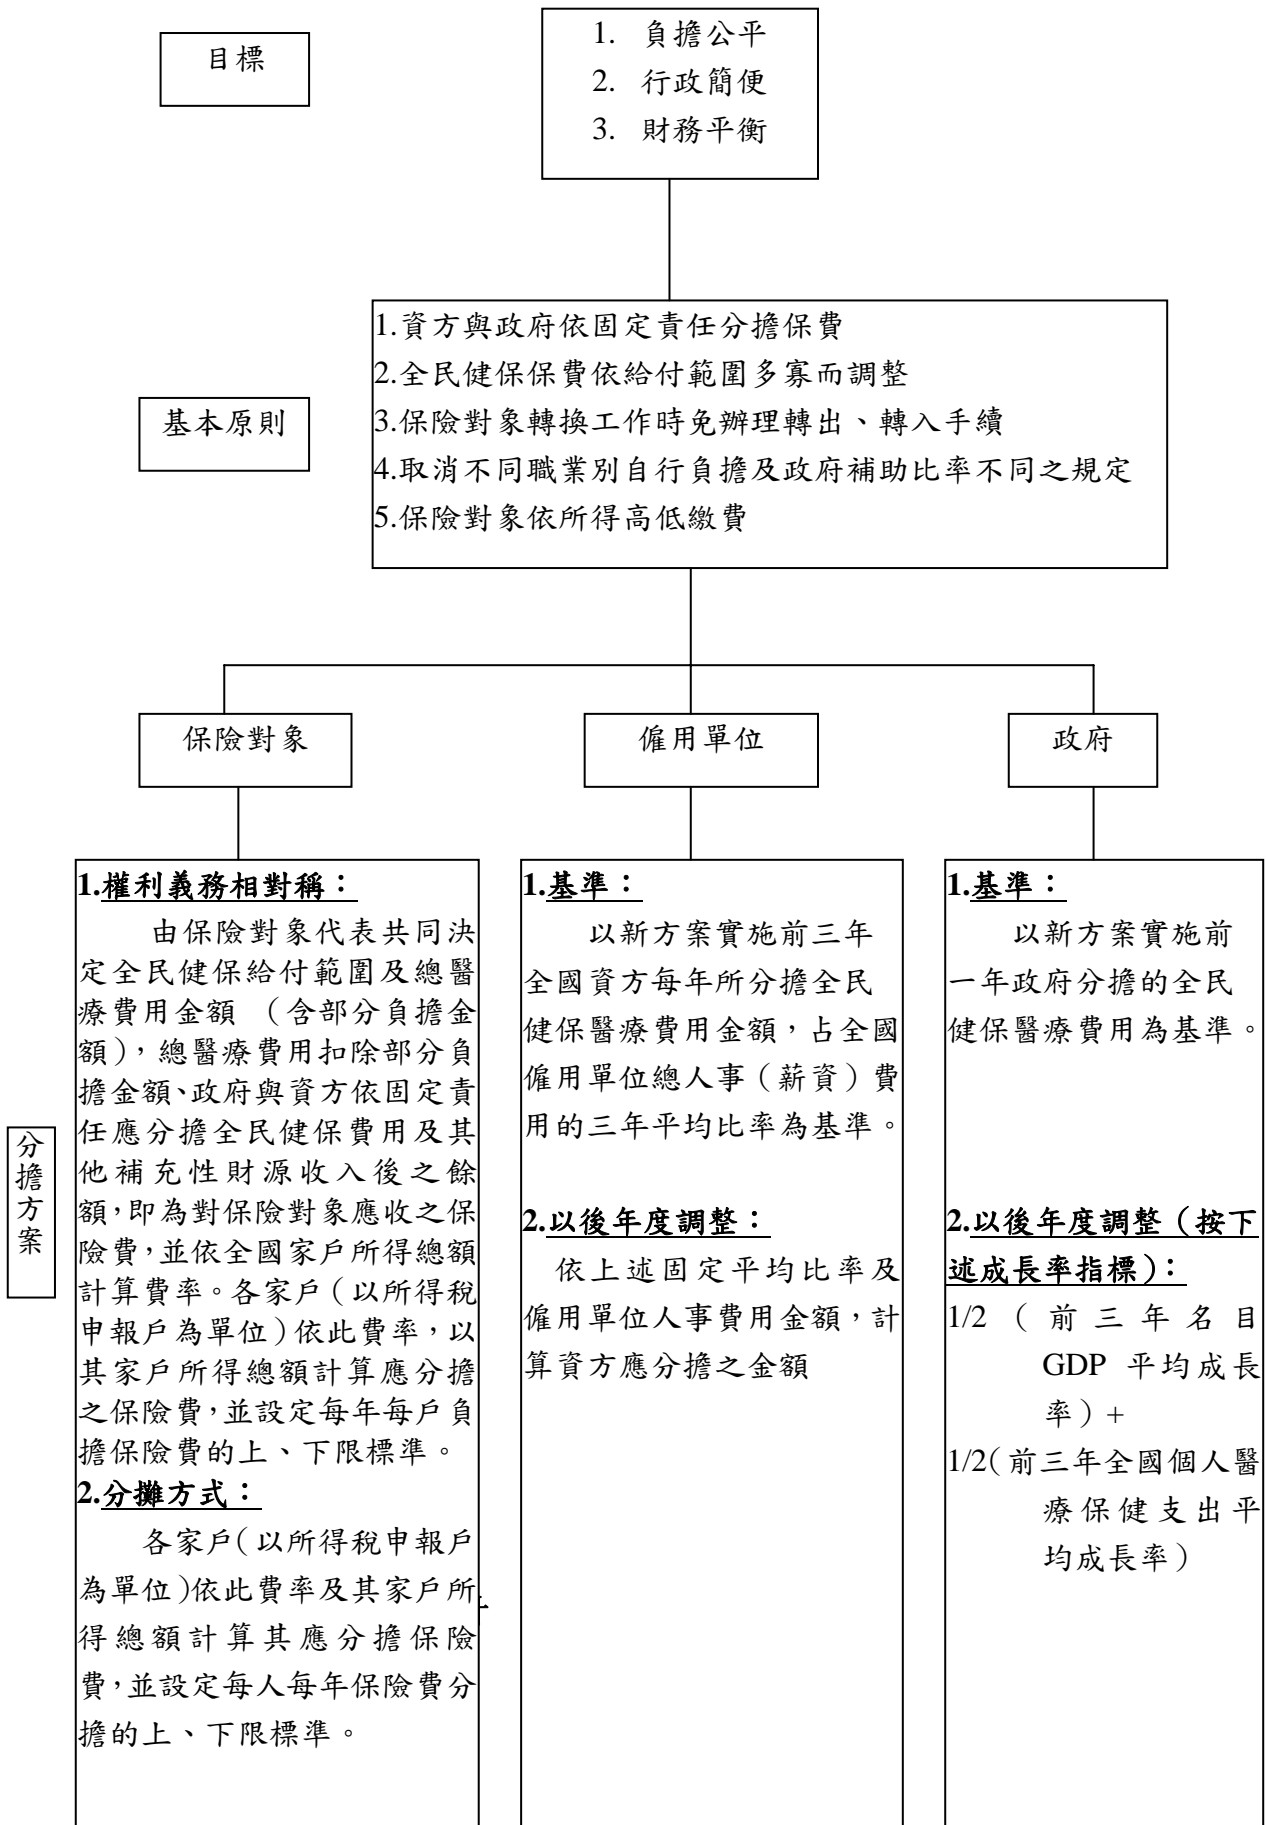 目標
1. 負擔公平
2. 行政簡便
3. 財務平衡
基本原則
1.資方與政府依固定責任分擔保費
2.全民健保保費依給付範圍多寡而調整
3.保險對象轉換工作時免辦理轉出、轉入手續
4.取消不同職業別自行負擔及政府補助比率不同之規定
5.保險對象依所得高低繳費
保險對象
僱用單位
政府
分擔方案
1.權利義務相對稱：
由保險對象代表共同決
定全民健保給付範圍及總醫
療費用金額 （含部分負擔金
額），總醫療費用扣除部分負
擔金額、政府與資方依固定責
任應分擔全民健保費用及其
他補充性財源收入後之餘
額，即為對保險對象應收之保
險費，並依全國家戶所得總額
計算費率。各家戶（以所得稅
申報戶為單位）依此費率，以
其家戶所得總額計算應分擔
之保險費，並設定每年每戶負
擔保險費的上、下限標準。
2.分攤方式：
各家戶（以所得稅申報戶
為單位）依此費率及其家戶所
得總額計算其應分擔保險
費，並設定每人每年保險費分
擔的上、下限標準。
1.基準：
以新方案實施前三年
全國資方每年所分擔全民
健保醫療費用金額，占全國
僱用單位總人事（薪資）費
用的三年平均比率為基準。
2.以後年度調整：
依上述固定平均比率及
僱用單位人事費用金額，計
算資方應分擔之金額
1.基準：
以新方案實施前
一年政府分擔的全民
健保醫療費用為基準。
2.以後年度調整（按下
述成長率指標）：
1/2 （前三年名目
GDP 平均成長
率）+
1/2（前三年全國個人醫
療保健支出平
均成長率）